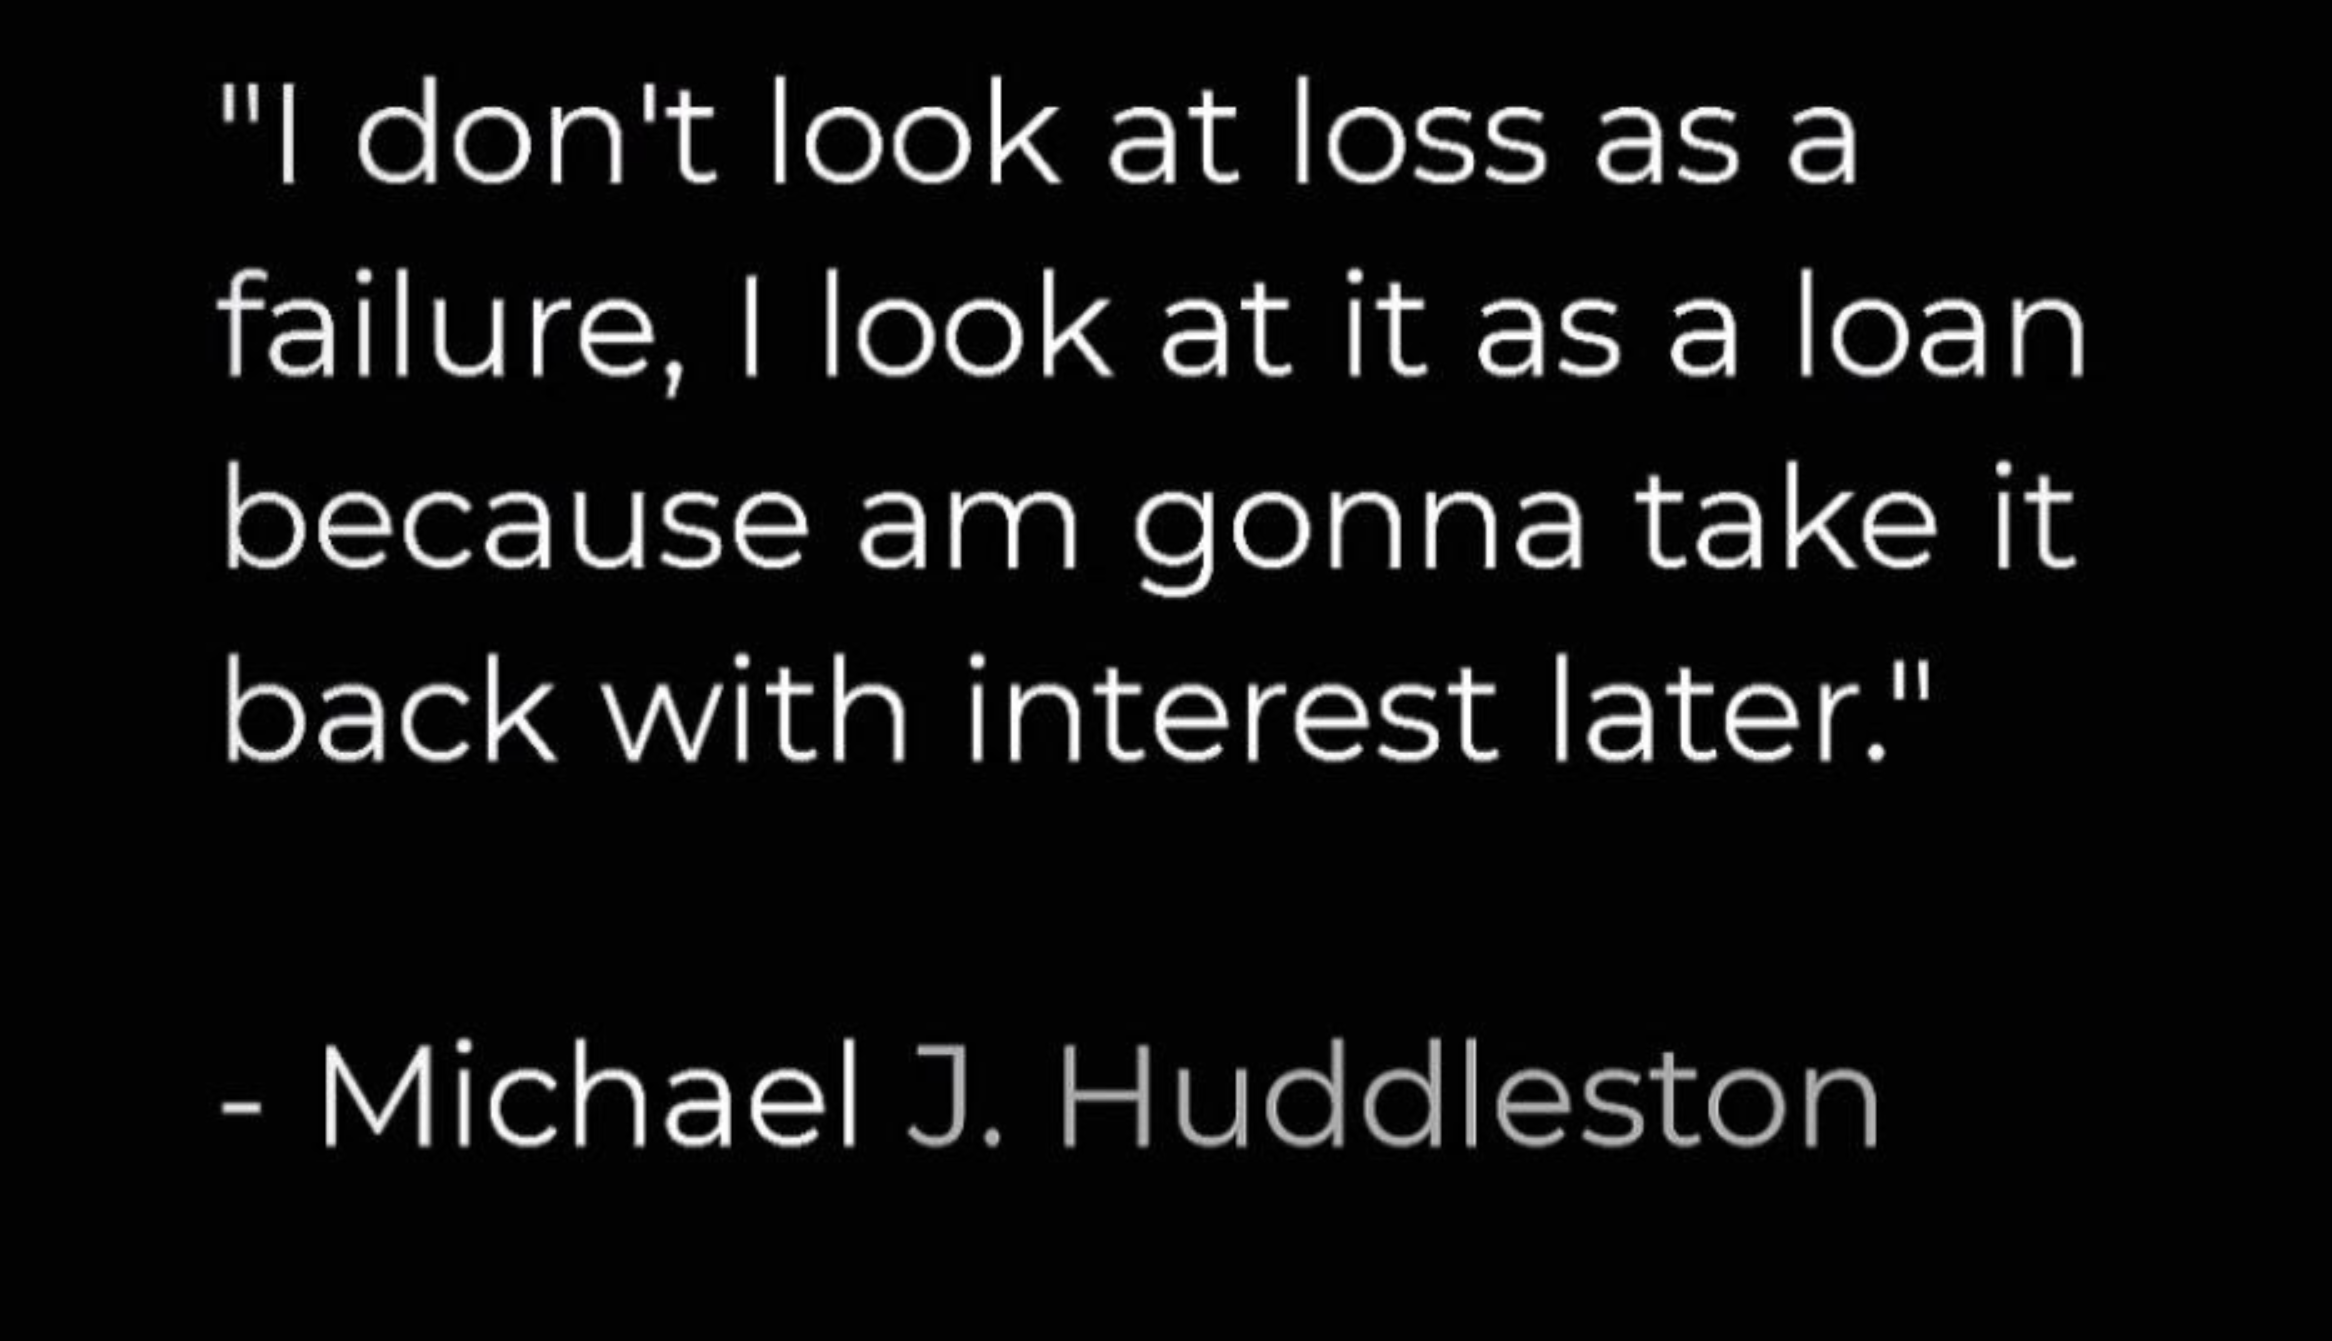 "I don't look at loss as a
failure, I look at it as a loan
because am gonna take it
back with interest later."
- Michael J. Huddleston